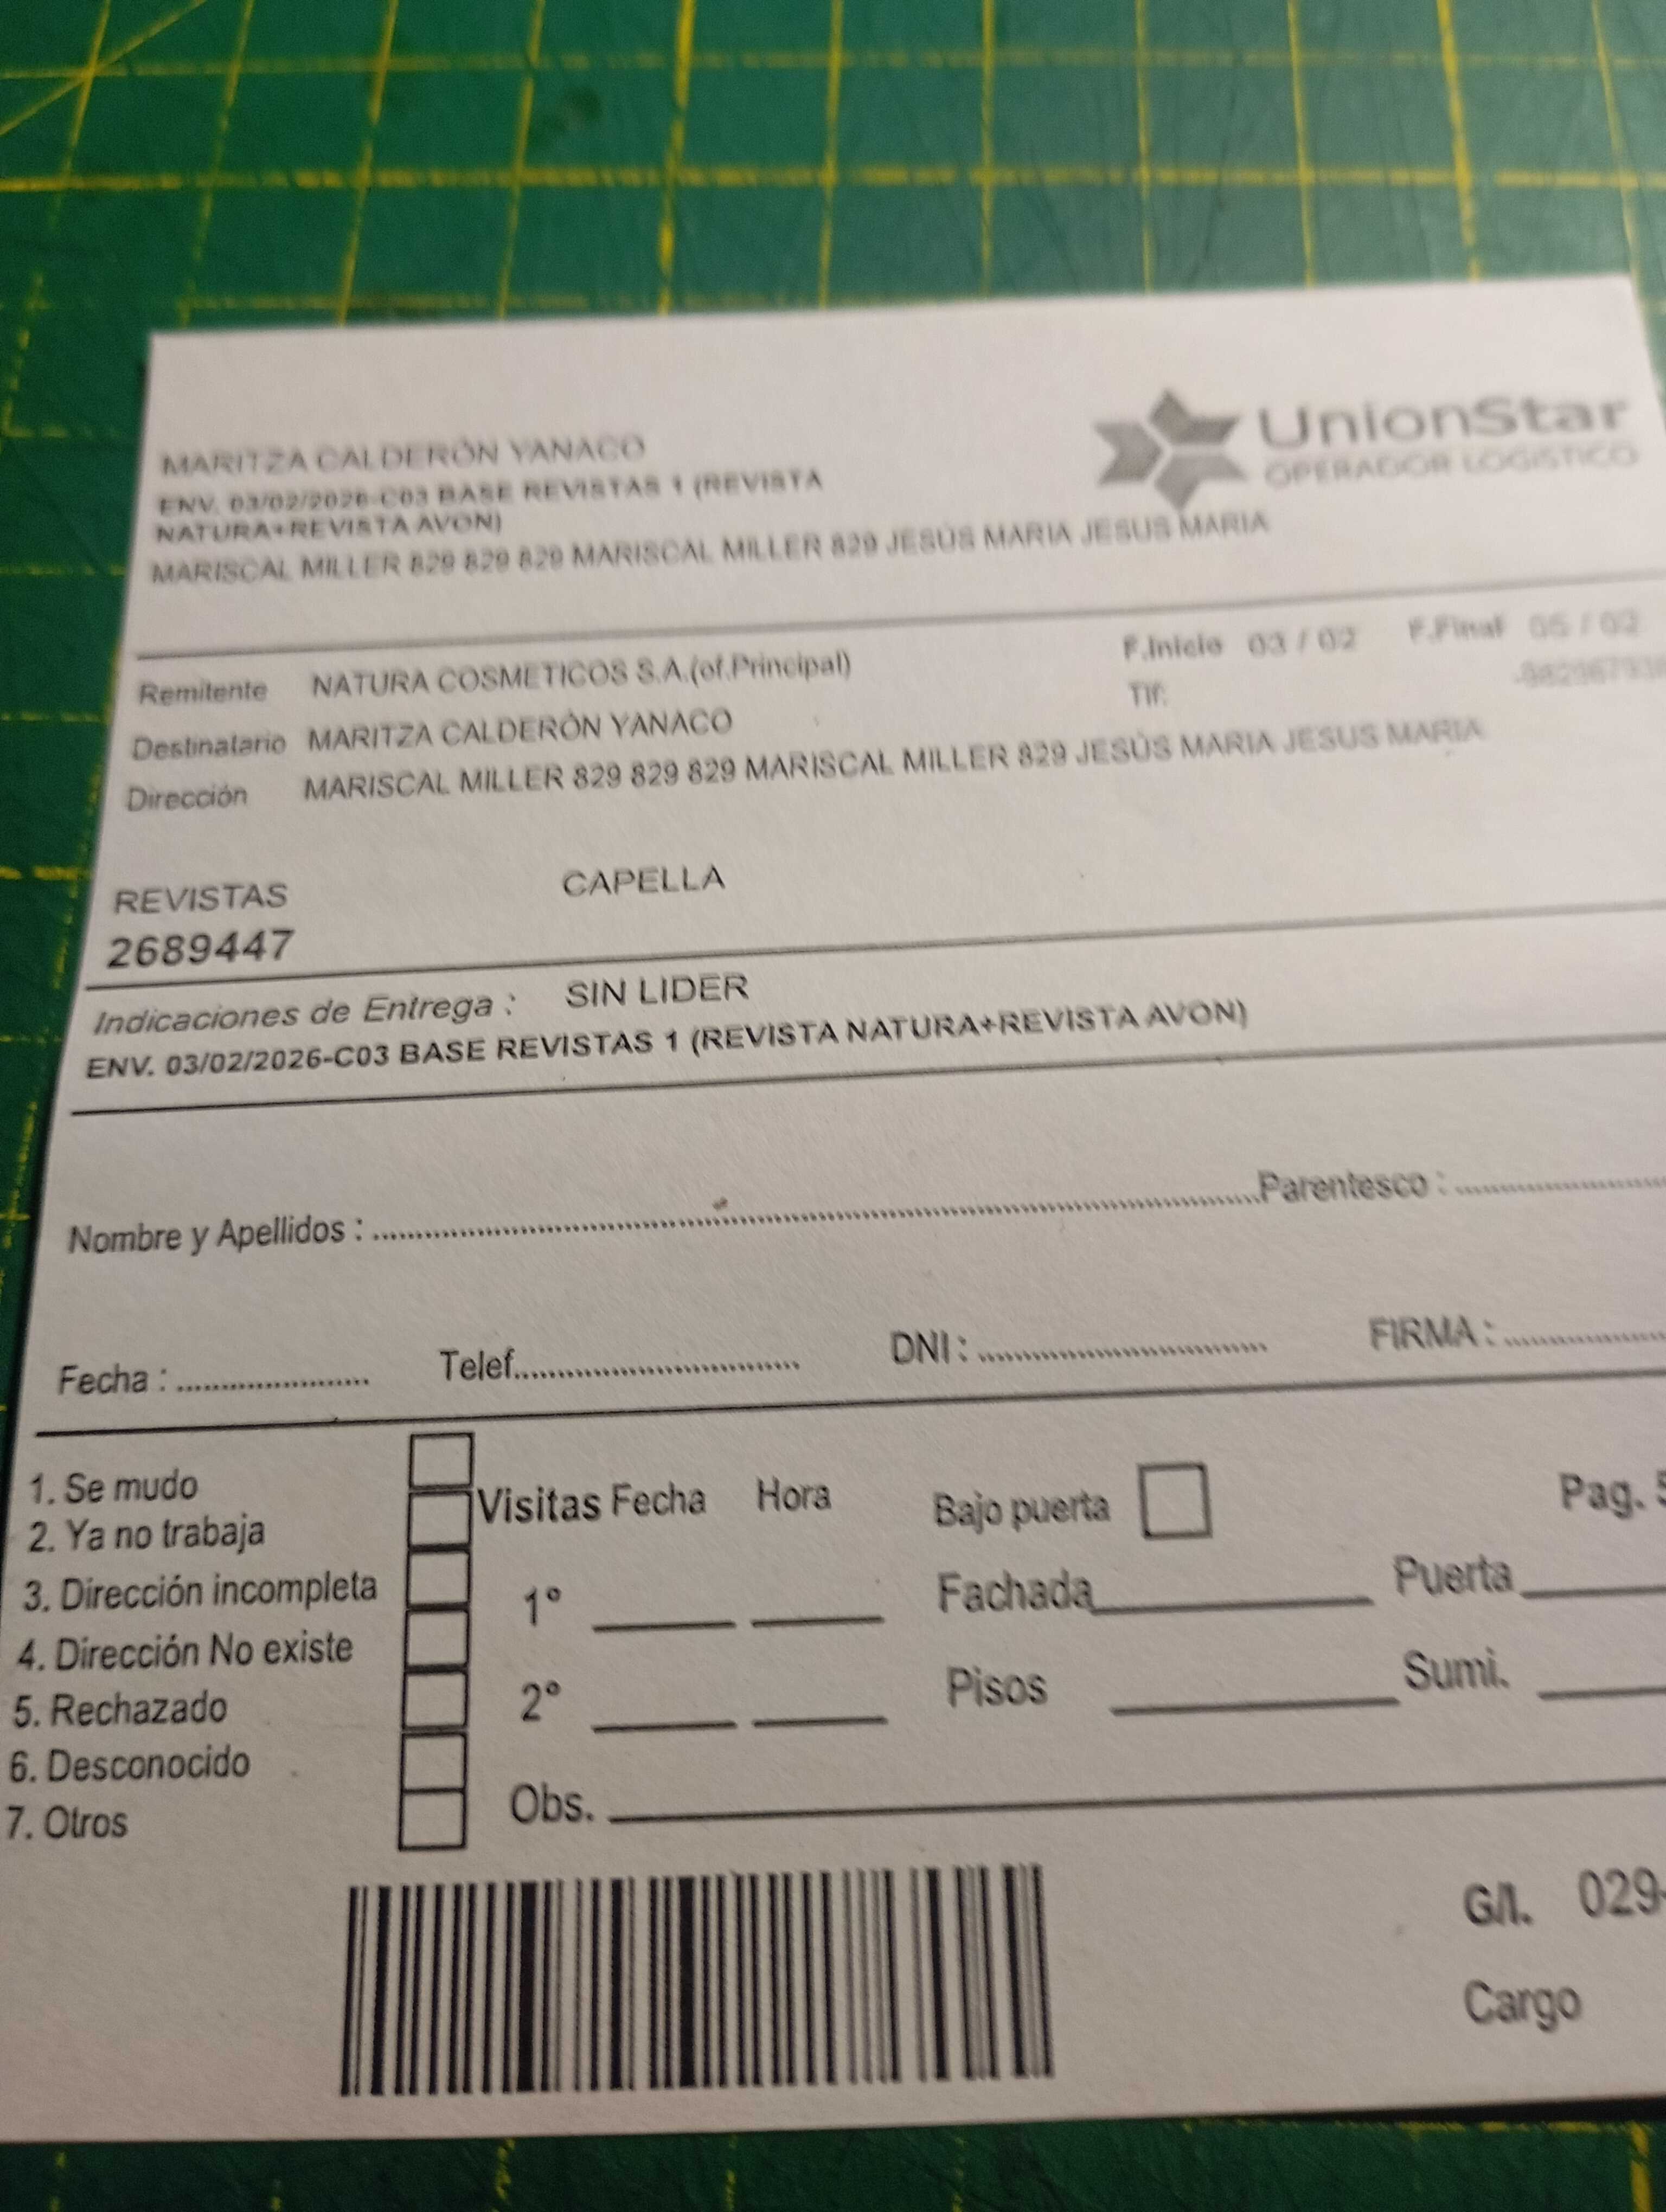 MARITZA CALDERÓN YANACO
UnionStar
OPERADOR LOGISTICO
ENV. 03/02/2026-C03 BASE REVISTAS 1 (REVISTA
NATURA+REVISTA AVON)
MARISCAL MILLER 829 829 829 MARISCAL MILLER 829 JESÚS MARIA JESUS MARIA
Remitente NATURA COSMETICOS S.A.(of.Principal) F.Inicio 03 / 02 F.Final 05 / 02
Destinatario MARITZA CALDERÓN YANACO Tlf:
Dirección MARISCAL MILLER 829 829 829 MARISCAL MILLER 829 JESÚS MARIA JESUS MARIA
REVISTAS CAPELLA
2689447
Indicaciones de Entrega : SIN LIDER
ENV. 03/02/2026-C03 BASE REVISTAS 1 (REVISTA NATURA+REVISTA AVON)
Nombre y Apellidos : Parentesco :
Fecha : Telef. DNI : FIRMA :
1. Se mudo
Visitas Fecha Hora Bajo puerta Pag.
2. Ya no trabaja
3. Dirección incompleta 1° Fachada Puerta
4. Dirección No existe
5. Rechazado 2° Pisos Sumi.
6. Desconocido
7. Otros Obs.
G/I. 029-
Cargo